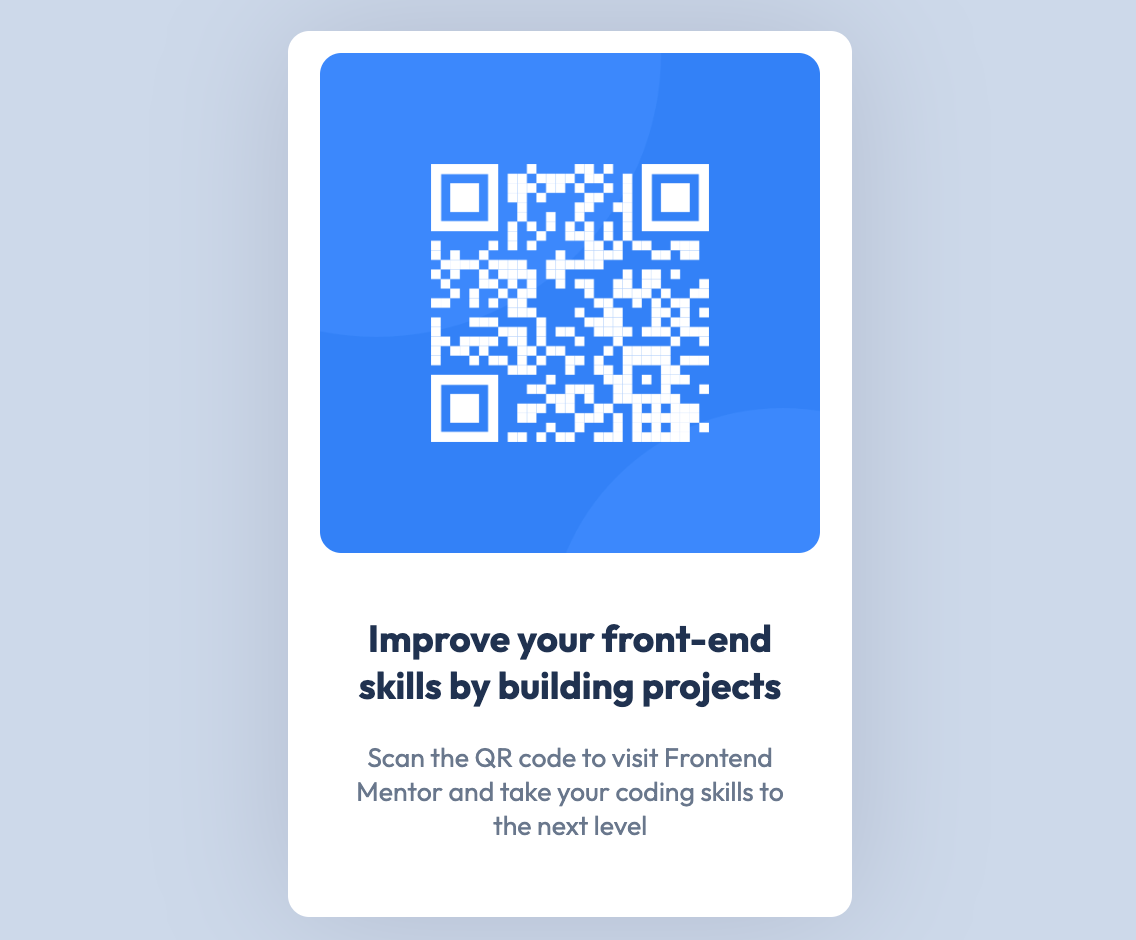 Improve your front-end
skills by building projects
Scan the QR code to visit Frontend
Mentor and take your coding skills to
the next level